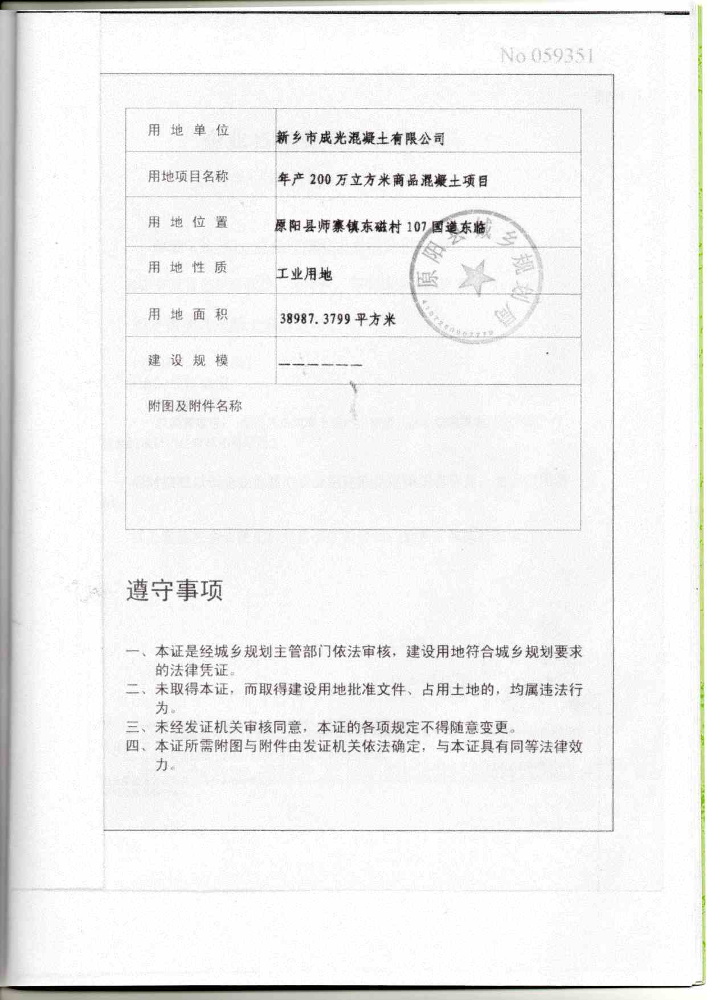 No 059351
用地单位 新乡市成光混凝土有限公司
用地项目名称 年产 200 万立方米商品混凝土项目
用地位置 原阳县师寨镇东磁村 107 国道东临
用地性质 工业用地
用地面积 38987.3799 平方米
建设规模 ——————
原阳县城乡规划局
附图及附件名称
遵守事项
一、本证是经城乡规划主管部门依法审核，建设用地符合城乡规划要求
的法律凭证。
二、未取得本证，而取得建设用地批准文件、占用土地的，均属违法行
为。
三、未经发证机关审核同意，本证的各项规定不得随意变更。
四、本证所需附图与附件由发证机关依法确定，与本证具有同等法律效
力。